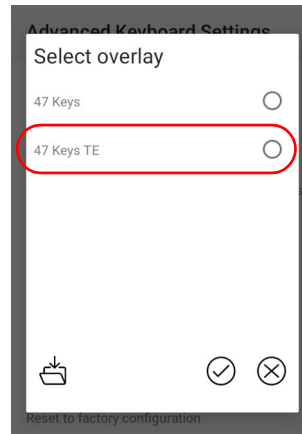 Advanced Keyboard Settings
Select overlay
47 Keys
47 Keys TE
Reset to factory configuration